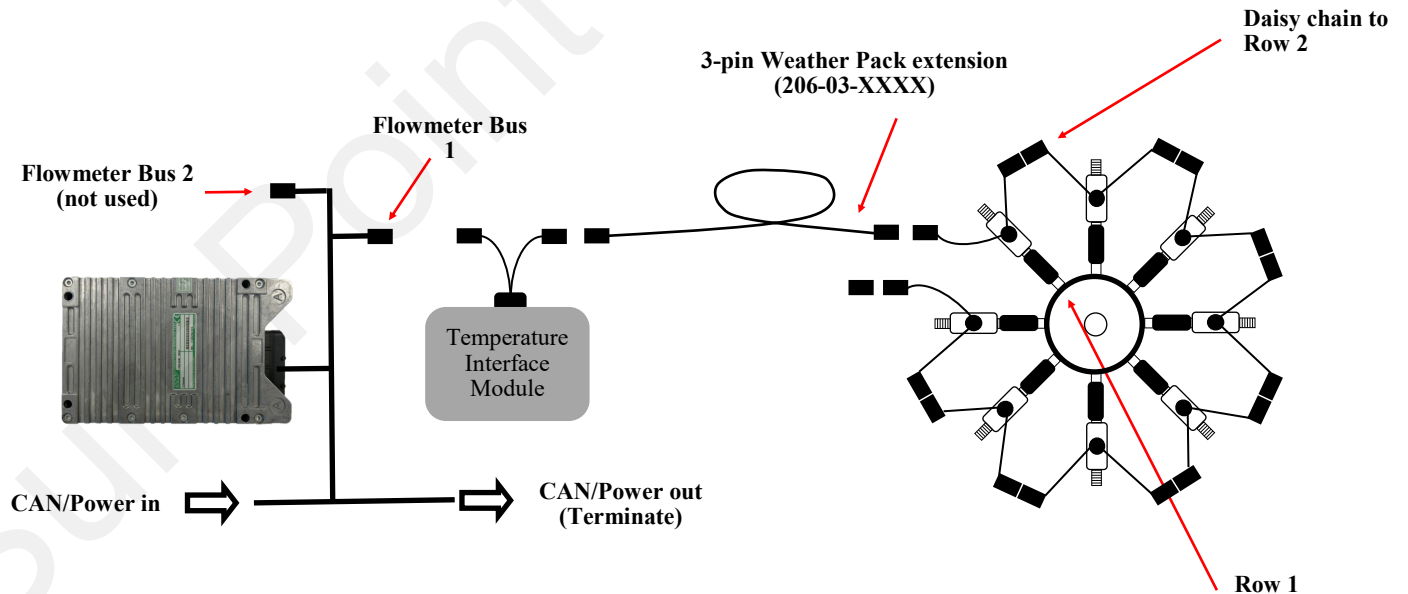 Daisy chain to
Row 2
3-pin Weather Pack extension
(206-03-XXXX)
Flowmeter Bus
1
Flowmeter Bus 2
(not used)
Temperature
Interface
Module
CAN/Power in
CAN/Power out
(Terminate)
Row 1